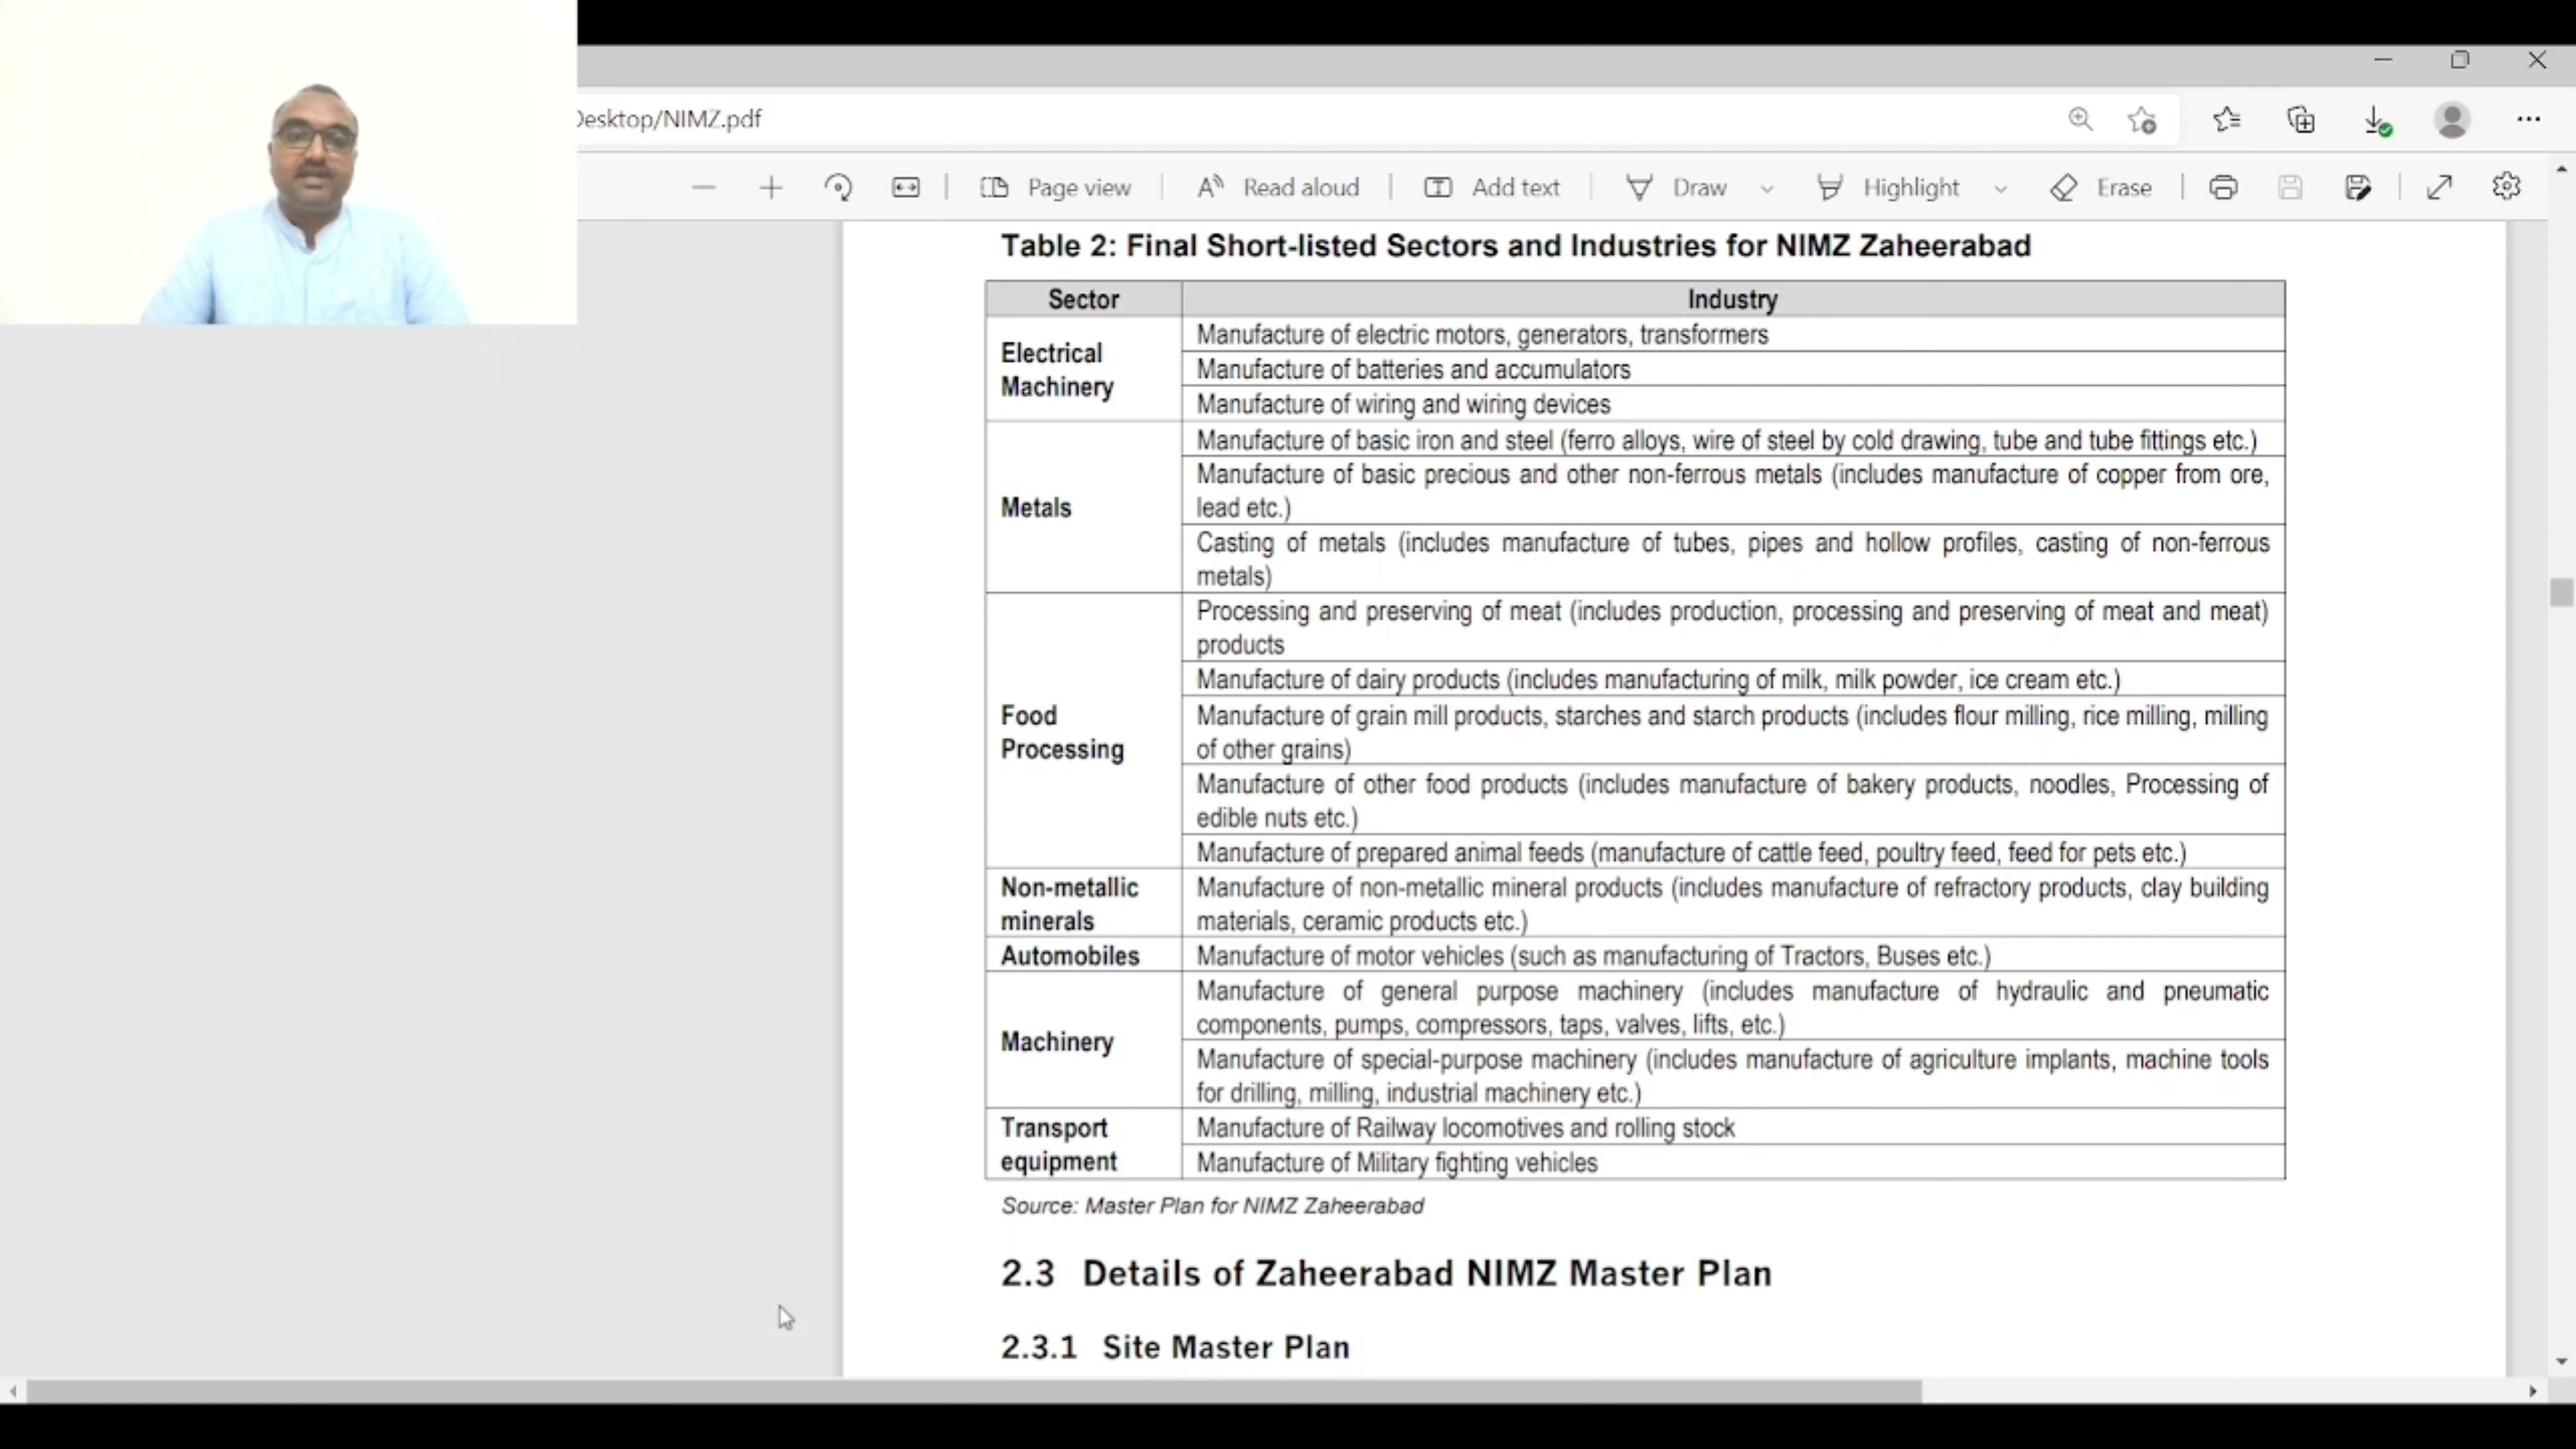 Desktop/NIMZ.pdf
Page view
Read aloud
Add text
Draw
Highlight
Erase
Table 2: Final Short-listed Sectors and Industries for NIMZ Zaheerabad
Sector
Industry
Electrical
Machinery
Manufacture of electric motors, generators, transformers
Manufacture of batteries and accumulators
Manufacture of wiring and wiring devices
Metals
Manufacture of basic iron and steel (ferro alloys, wire of steel by cold drawing, tube and tube fittings etc.)
Manufacture of basic precious and other non-ferrous metals (includes manufacture of copper from ore,
lead etc.)
Casting of metals (includes manufacture of tubes, pipes and hollow profiles, casting of non-ferrous
metals)
Food
Processing
Processing and preserving of meat (includes production, processing and preserving of meat and meat)
products
Manufacture of dairy products (includes manufacturing of milk, milk powder, ice cream etc.)
Manufacture of grain mill products, starches and starch products (includes flour milling, rice milling, milling
of other grains)
Manufacture of other food products (includes manufacture of bakery products, noodles, Processing of
edible nuts etc.)
Manufacture of prepared animal feeds (manufacture of cattle feed, poultry feed, feed for pets etc.)
Non-metallic
minerals
Manufacture of non-metallic mineral products (includes manufacture of refractory products, clay building
materials, ceramic products etc.)
Automobiles
Manufacture of motor vehicles (such as manufacturing of Tractors, Buses etc.)
Machinery
Manufacture of general purpose machinery (includes manufacture of hydraulic and pneumatic
components, pumps, compressors, taps, valves, lifts, etc.)
Manufacture of special-purpose machinery (includes manufacture of agriculture implants, machine tools
for drilling, milling, industrial machinery etc.)
Transport
equipment
Manufacture of Railway locomotives and rolling stock
Manufacture of Military fighting vehicles
Source: Master Plan for NIMZ Zaheerabad
2.3 Details of Zaheerabad NIMZ Master Plan
2.3.1 Site Master Plan